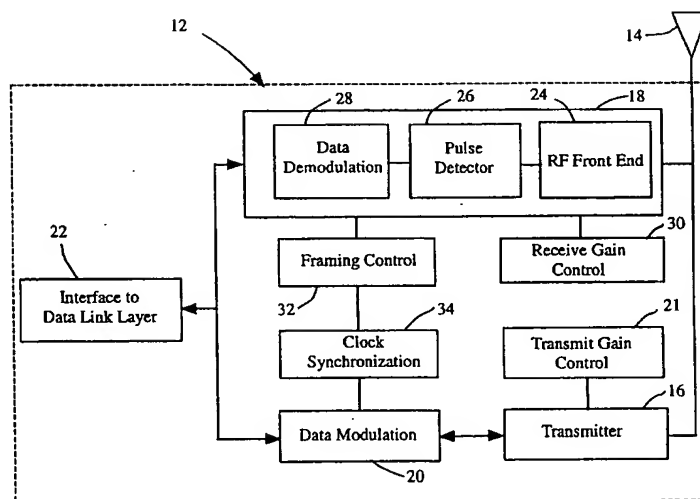 12
14
28
26
24
18
Data
Demodulation
Pulse
Detector
RF Front End
22
30
Framing Control
Receive Gain
Control
32
Interface to
Data Link Layer
34
21
Clock
Synchronization
Transmit Gain
Control
16
Data Modulation
Transmitter
20